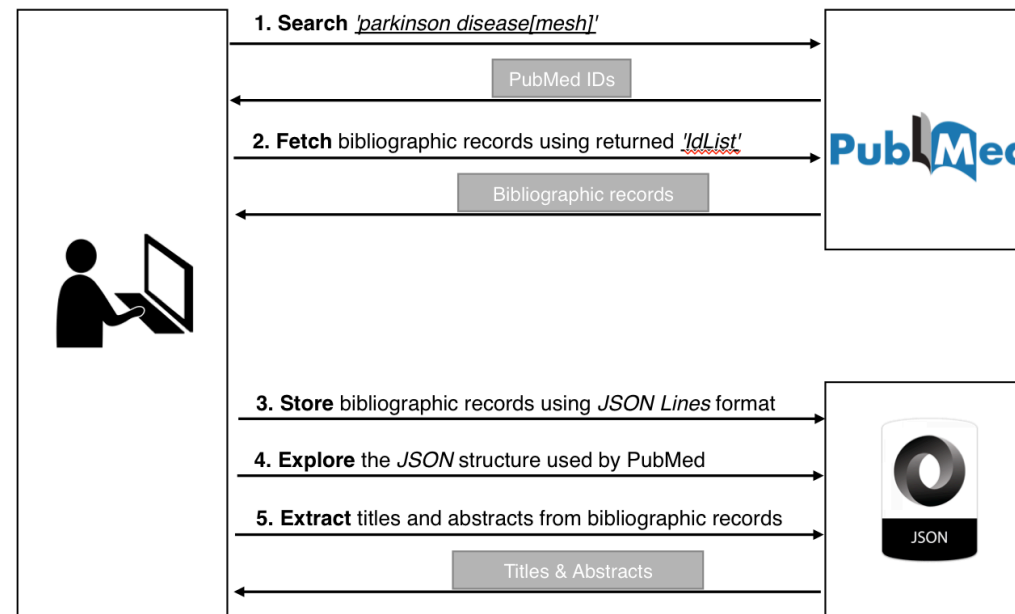 1. Search 'parkinson disease[mesh]'
PubMed IDs
2. Fetch bibliographic records using returned 'IdList'
Bibliographic records
PubMed
3. Store bibliographic records using JSON Lines format
4. Explore the JSON structure used by PubMed
5. Extract titles and abstracts from bibliographic records
JSON
Titles & Abstracts